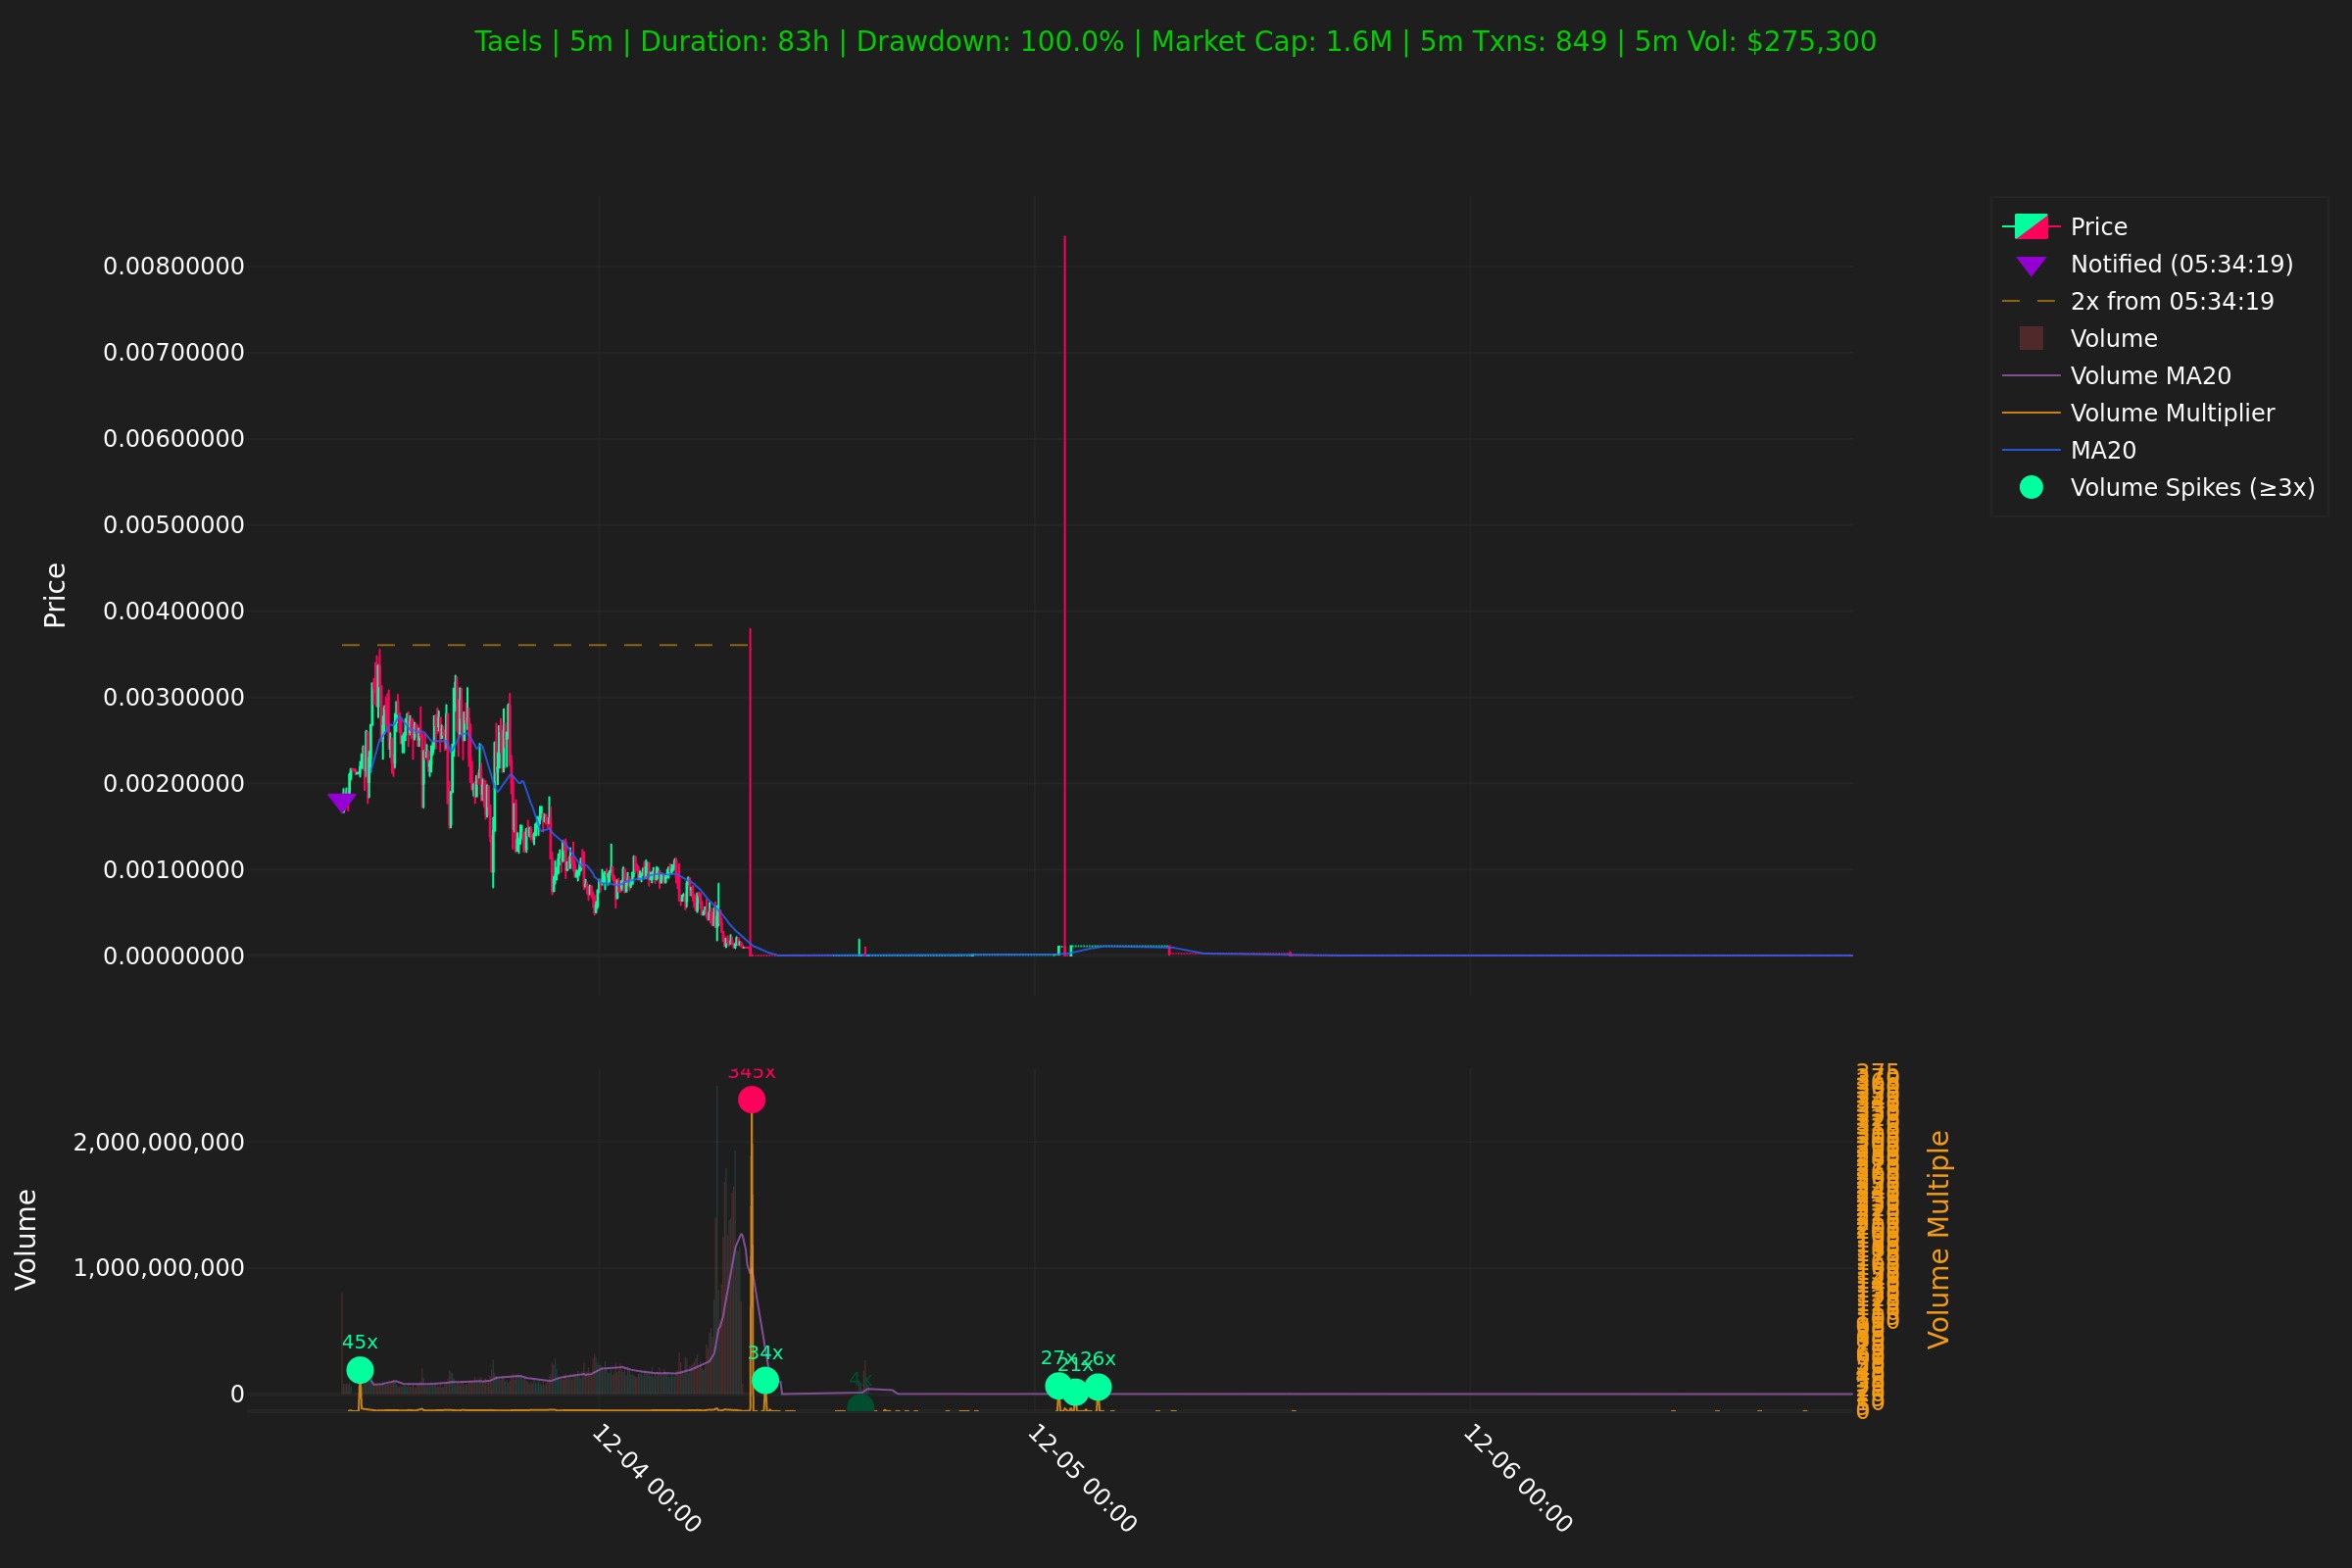 Taels | 5m | Duration: 83h | Drawdown: 100.0% | Market Cap: 1.6M | 5m Txns: 849 | 5m Vol: $275,300
Price
0.00800000
0.00700000
0.00600000
0.00500000
0.00400000
0.00300000
0.00200000
0.00100000
0.00000000
Price
Notified (05:34:19)
2x from 05:34:19
Volume
Volume MA20
Volume Multiplier
MA20
Volume Spikes (≥3x)
Volume
2,000,000,000
1,000,000,000
0
45x
345x
34x
4x
27x
21x
26x
Volume Multiple
12-04 00:00
12-05 00:00
12-06 00:00